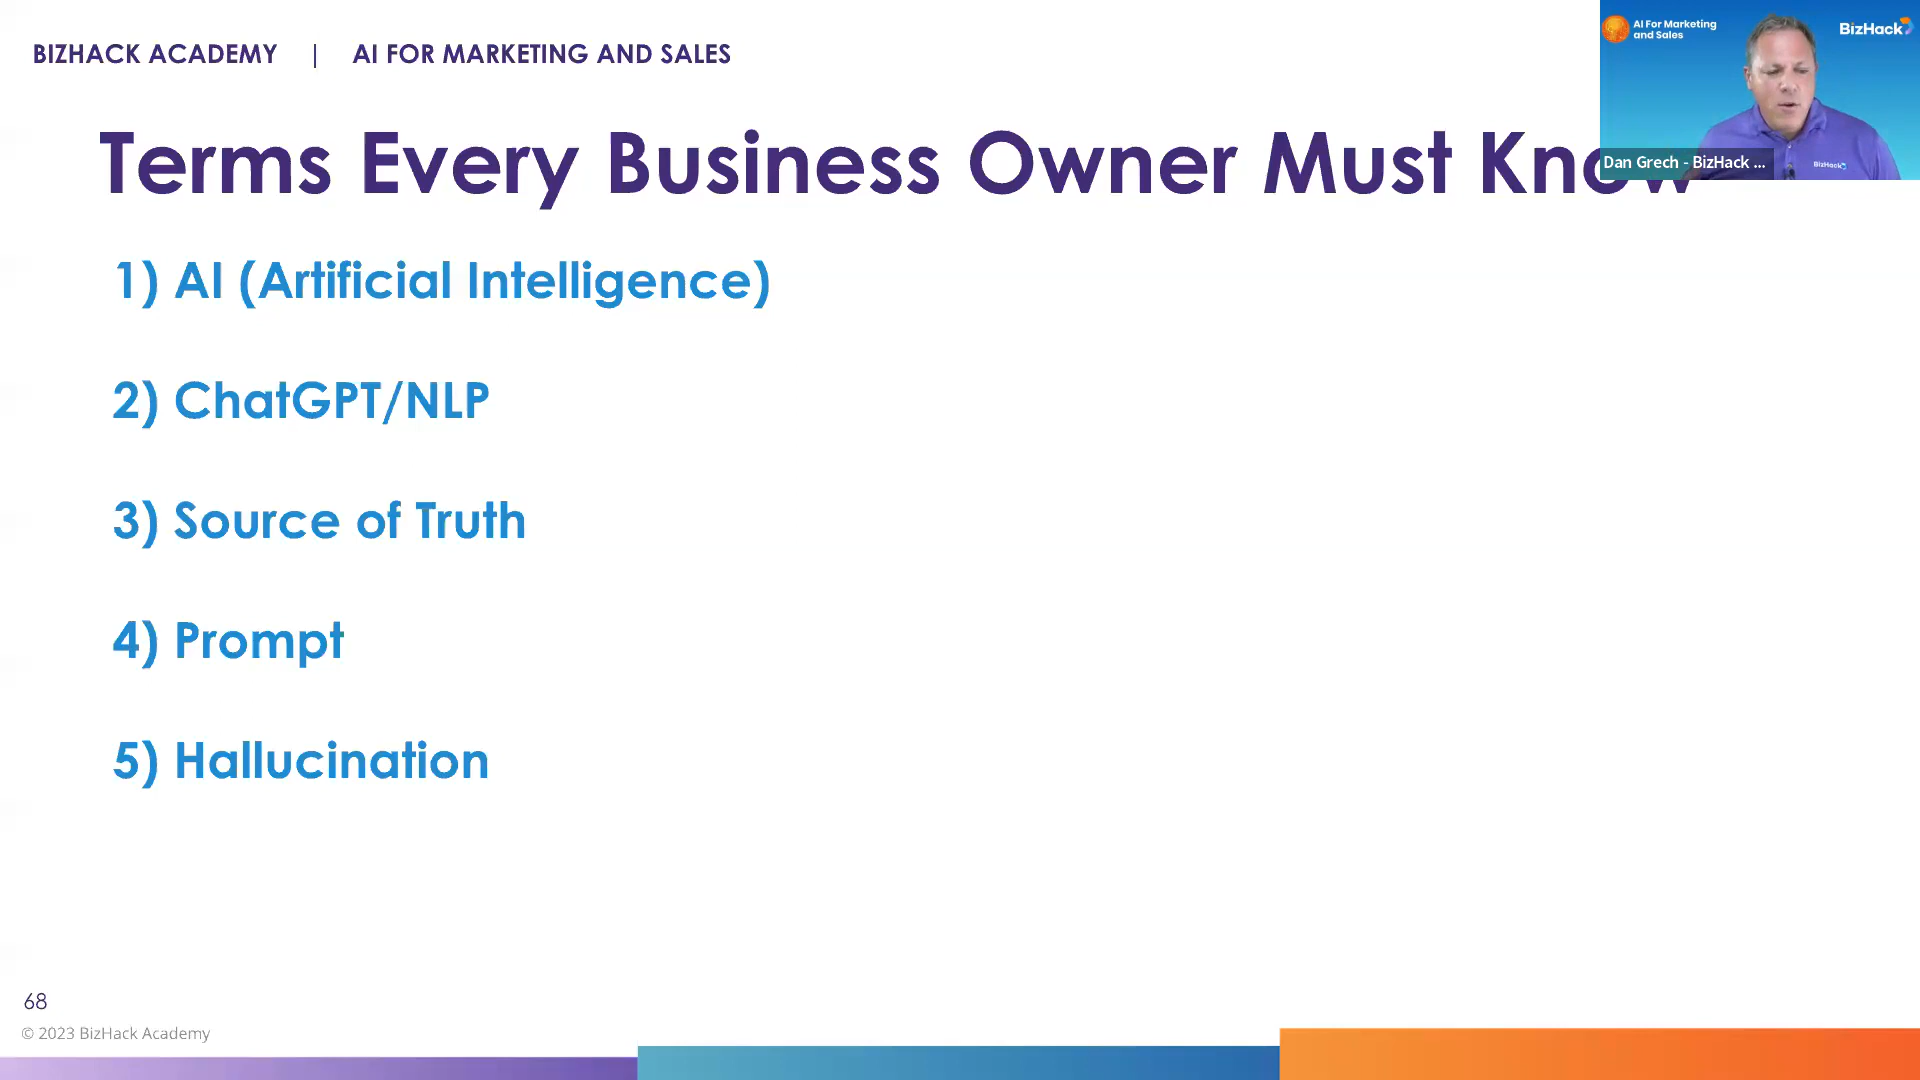 BIZHACK ACADEMY | AI FOR MARKETING AND SALES
AI For Marketing
and Sales
BizHack
Terms Every Business Owner Must Know
Dan Grech - BizHack ...
BizHack
1) AI (Artificial Intelligence)
2) ChatGPT/NLP
3) Source of Truth
4) Prompt
5) Hallucination
68
© 2023 BizHack Academy